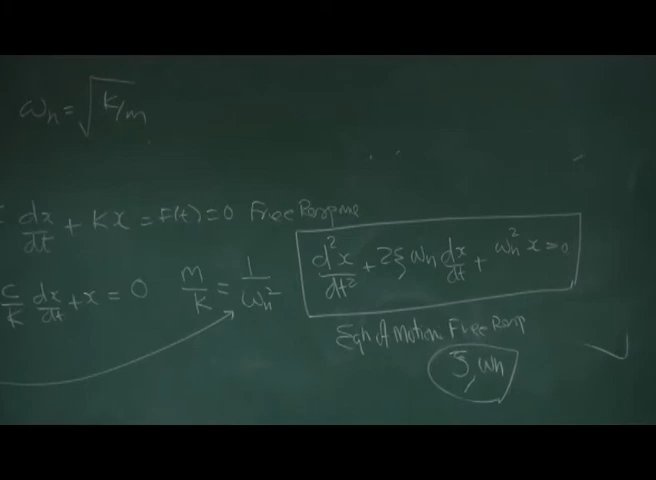 ωn = √K/m
C dx/dt + Kx = F(t) = 0 Free Response
C/K dx/dt + x = 0
m/K = 1/ωn²
d²x/dt² + 2ξ ωn dx/dt + ωn² x = 0
Eqn of Motion Free Resp
ξ, ωn